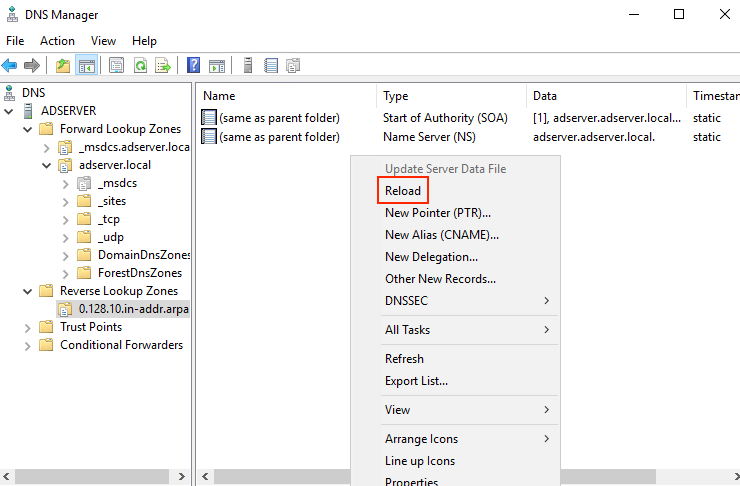 DNS Manager
File Action View Help
DNS
ADSERVER
Forward Lookup Zones
_msdcs.adserver.loca
adserver.local
_msdcs
_sites
_tcp
_udp
DomainDnsZones
ForestDnsZones
Reverse Lookup Zones
0.128.10.in-addr.arpa
Trust Points
Conditional Forwarders
Name Type Data Timestam
(same as parent folder) Start of Authority (SOA) [1], adserver.adserver.local... static
(same as parent folder) Name Server (NS) adserver.adserver.local. static
Update Server Data File
Reload
New Pointer (PTR)...
New Alias (CNAME)...
New Delegation...
Other New Records...
DNSSEC
All Tasks
Refresh
Export List...
View
Arrange Icons
Line up Icons
Properties